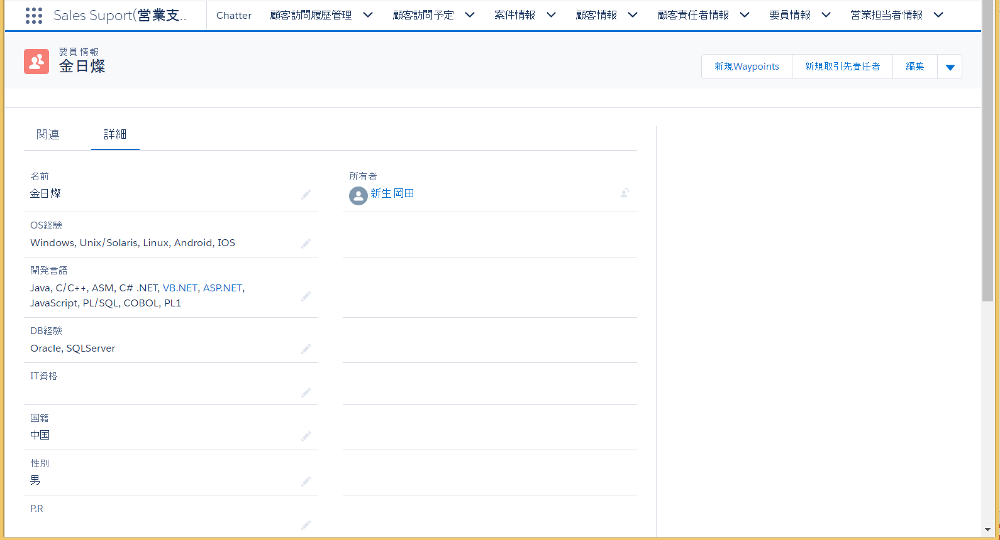 Sales Suport(営業支..
Chatter 顧客訪問履歴管理 顧客訪問予定 案件情報 顧客情報 顧客責任者情報 要員情報 営業担当者情報
要員情報
金日燦
新規Waypoints 新規取引先責任者 編集
関連 詳細
名前 所有者
金日燦 新生 岡田
OS経験
Windows, Unix/Solaris, Linux, Android, IOS
開発言語
Java, C/C++, ASM, C# .NET, VB.NET, ASP.NET,
JavaScript, PL/SQL, COBOL, PL1
DB経験
Oracle, SQLServer
IT資格
国籍
中国
性別
男
P.R